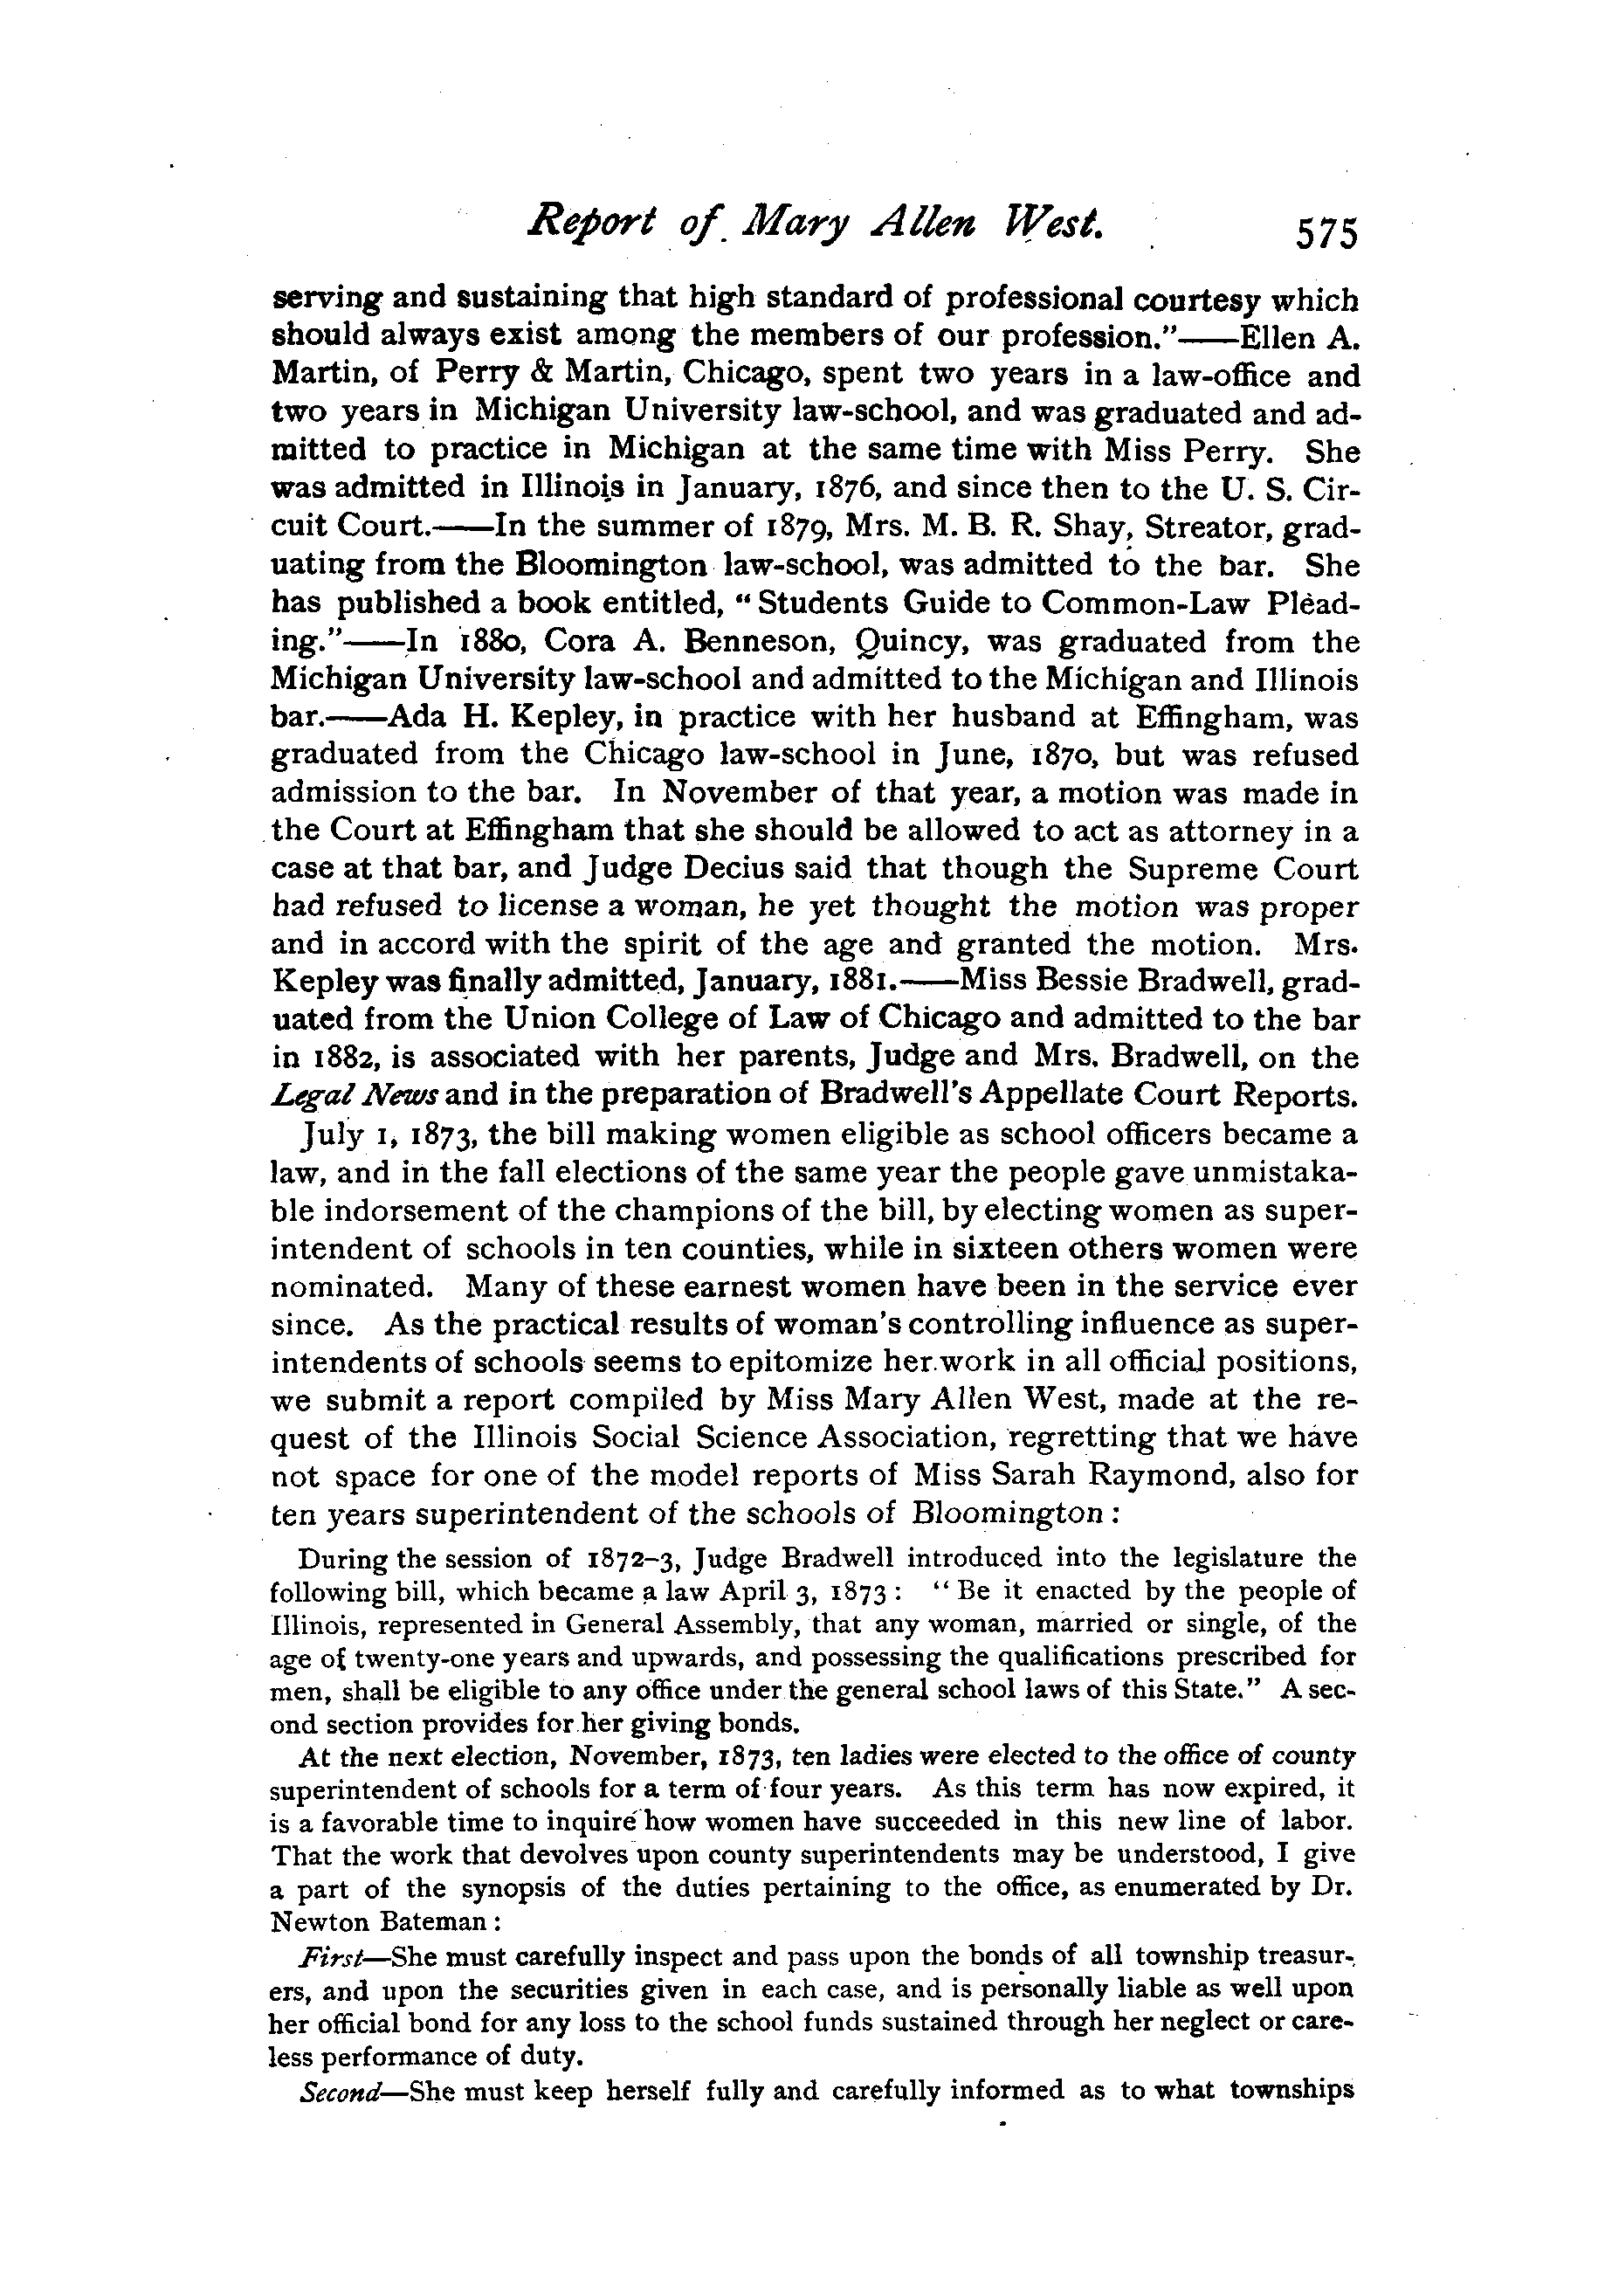 Report of Mary Allen West. 575
serving and sustaining that high standard of professional courtesy which
should always exist among the members of our profession."——Ellen A.
Martin, of Perry & Martin, Chicago, spent two years in a law-office and
two years in Michigan University law-school, and was graduated and ad-
mitted to practice in Michigan at the same time with Miss Perry. She
was admitted in Illinois in January, 1876, and since then to the U. S. Cir-
cuit Court.——In the summer of 1879, Mrs. M. B. R. Shay, Streator, grad-
uating from the Bloomington law-school, was admitted to the bar. She
has published a book entitled, "Students Guide to Common-Law Plead-
ing."——In 1880, Cora A. Benneson, Quincy, was graduated from the
Michigan University law-school and admitted to the Michigan and Illinois
bar.——Ada H. Kepley, in practice with her husband at Effingham, was
graduated from the Chicago law-school in June, 1870, but was refused
admission to the bar. In November of that year, a motion was made in
the Court at Effingham that she should be allowed to act as attorney in a
case at that bar, and Judge Decius said that though the Supreme Court
had refused to license a woman, he yet thought the motion was proper
and in accord with the spirit of the age and granted the motion. Mrs.
Kepley was finally admitted, January, 1881.——Miss Bessie Bradwell, grad-
uated from the Union College of Law of Chicago and admitted to the bar
in 1882, is associated with her parents, Judge and Mrs. Bradwell, on the
Legal News and in the preparation of Bradwell's Appellate Court Reports.
July 1, 1873, the bill making women eligible as school officers became a
law, and in the fall elections of the same year the people gave unmistaka-
ble indorsement of the champions of the bill, by electing women as super-
intendent of schools in ten counties, while in sixteen others women were
nominated. Many of these earnest women have been in the service ever
since. As the practical results of woman's controlling influence as super-
intendents of schools seems to epitomize her work in all official positions,
we submit a report compiled by Miss Mary Allen West, made at the re-
quest of the Illinois Social Science Association, regretting that we have
not space for one of the model reports of Miss Sarah Raymond, also for
ten years superintendent of the schools of Bloomington :
During the session of 1872–3, Judge Bradwell introduced into the legislature the
following bill, which became a law April 3, 1873 : "Be it enacted by the people of
Illinois, represented in General Assembly, that any woman, married or single, of the
age of twenty-one years and upwards, and possessing the qualifications prescribed for
men, shall be eligible to any office under the general school laws of this State." A sec-
ond section provides for her giving bonds.
At the next election, November, 1873, ten ladies were elected to the office of county
superintendent of schools for a term of four years. As this term has now expired, it
is a favorable time to inquire how women have succeeded in this new line of labor.
That the work that devolves upon county superintendents may be understood, I give
a part of the synopsis of the duties pertaining to the office, as enumerated by Dr.
Newton Bateman :
First—She must carefully inspect and pass upon the bonds of all township treasur-
ers, and upon the securities given in each case, and is personally liable as well upon
her official bond for any loss to the school funds sustained through her neglect or care-
less performance of duty.
Second—She must keep herself fully and carefully informed as to what townships